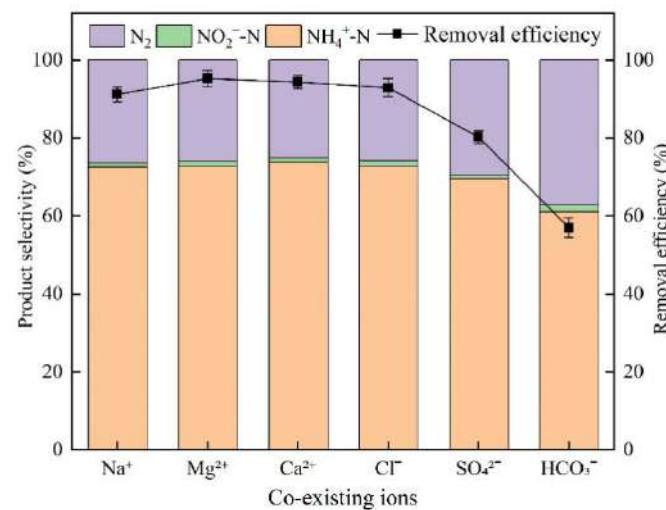 N₂ NO₂⁻-N NH₄⁺-N Removal efficiency
100 100
80 80
60 60
40 40
20 20
0 0
Product selectivity (%)
Removal efficiency (%)
Na⁺ Mg²⁺ Ca²⁺ Cl⁻ SO₄²⁻ HCO₃⁻
Co-existing ions